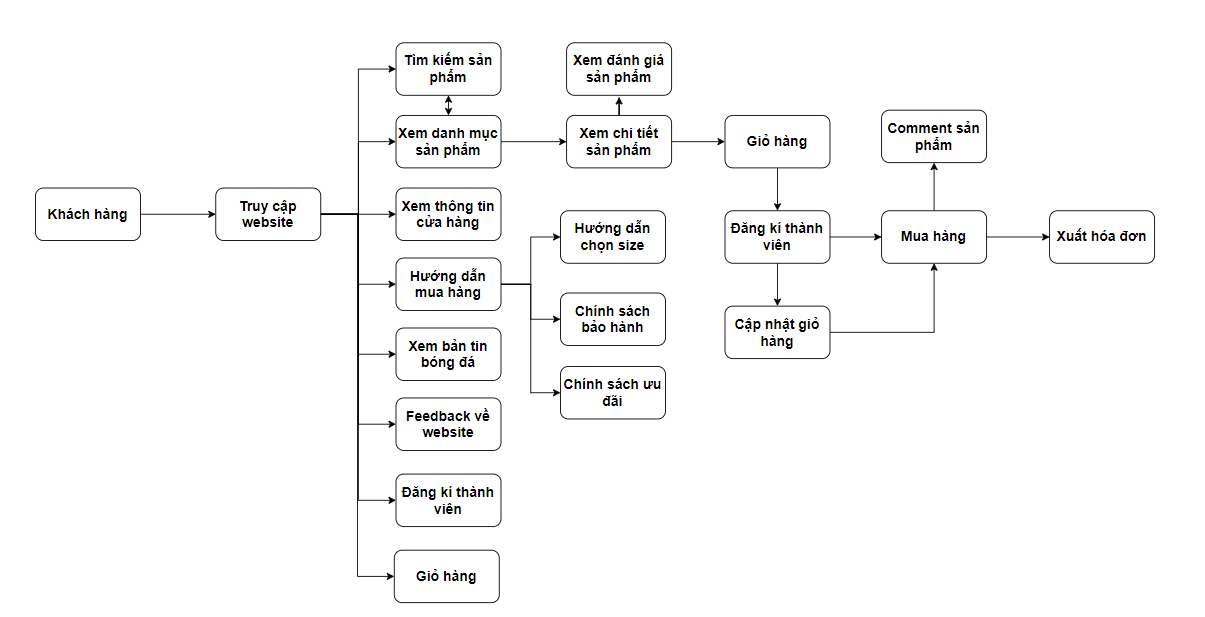 Khách hàng
Truy cập
website
Tìm kiếm sản
phẩm
Xem danh mục
sản phẩm
Xem thông tin
cửa hàng
Hướng dẫn
mua hàng
Xem bản tin
bóng đá
Feedback về
website
Đăng kí thành
viên
Giỏ hàng
Xem đánh giá
sản phẩm
Xem chi tiết
sản phẩm
Hướng dẫn
chọn size
Chính sách
bảo hành
Chính sách ưu
đãi
Giỏ hàng
Đăng kí thành
viên
Cập nhật giỏ
hàng
Comment sản
phẩm
Mua hàng
Xuất hóa đơn